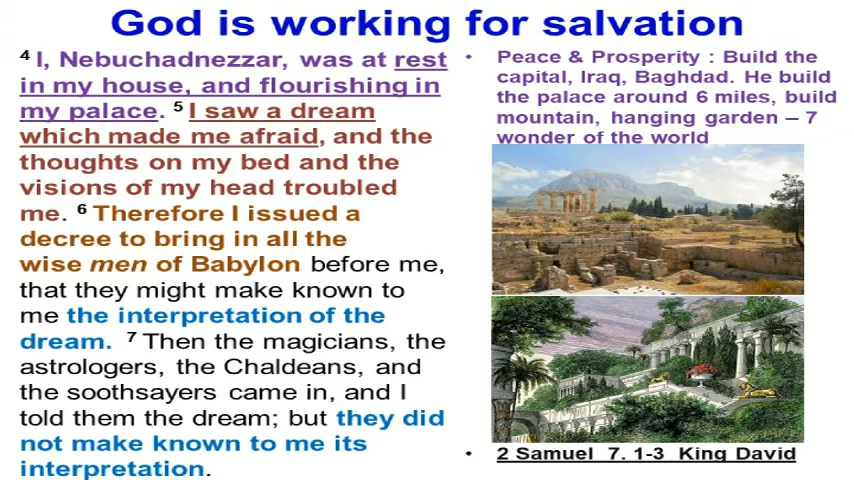 God is working for salvation
4 I, Nebuchadnezzar, was at rest
in my house, and flourishing in
my palace. 5 I saw a dream
which made me afraid, and the
thoughts on my bed and the
visions of my head troubled
me. 6 Therefore I issued a
decree to bring in all the
wise men of Babylon before me,
that they might make known to
me the interpretation of the
dream. 7 Then the magicians, the
astrologers, the Chaldeans, and
the soothsayers came in, and I
told them the dream; but they did
not make known to me its
interpretation.
• Peace & Prosperity : Build the
capital, Iraq, Baghdad. He build
the palace around 6 miles, build
mountain, hanging garden – 7
wonder of the world
• 2 Samuel 7. 1-3 King David